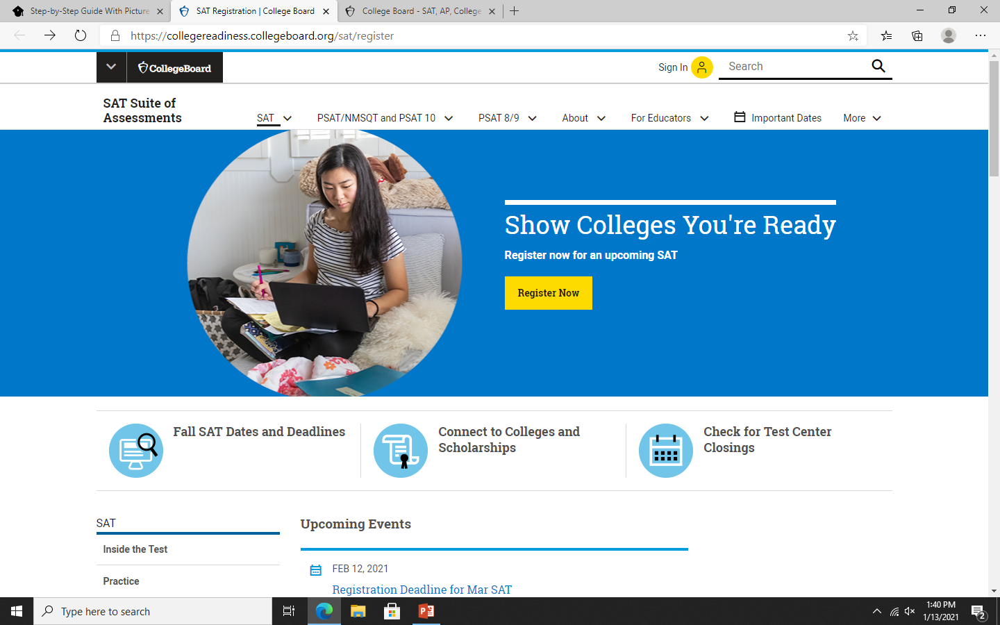 Step-by-Step Guide With Picture
SAT Registration | College Board
College Board - SAT, AP, College
https://collegereadiness.collegeboard.org/sat/register
CollegeBoard
Sign In
Search
SAT Suite of
Assessments
SAT
PSAT/NMSQT and PSAT 10
PSAT 8/9
About
For Educators
Important Dates
More
Show Colleges You're Ready
Register now for an upcoming SAT
Register Now
Fall SAT Dates and Deadlines
Connect to Colleges and
Scholarships
Check for Test Center
Closings
SAT
Inside the Test
Practice
Upcoming Events
FEB 12, 2021
Registration Deadline for Mar SAT
Type here to search
P
1:40 PM
1/13/2021
2